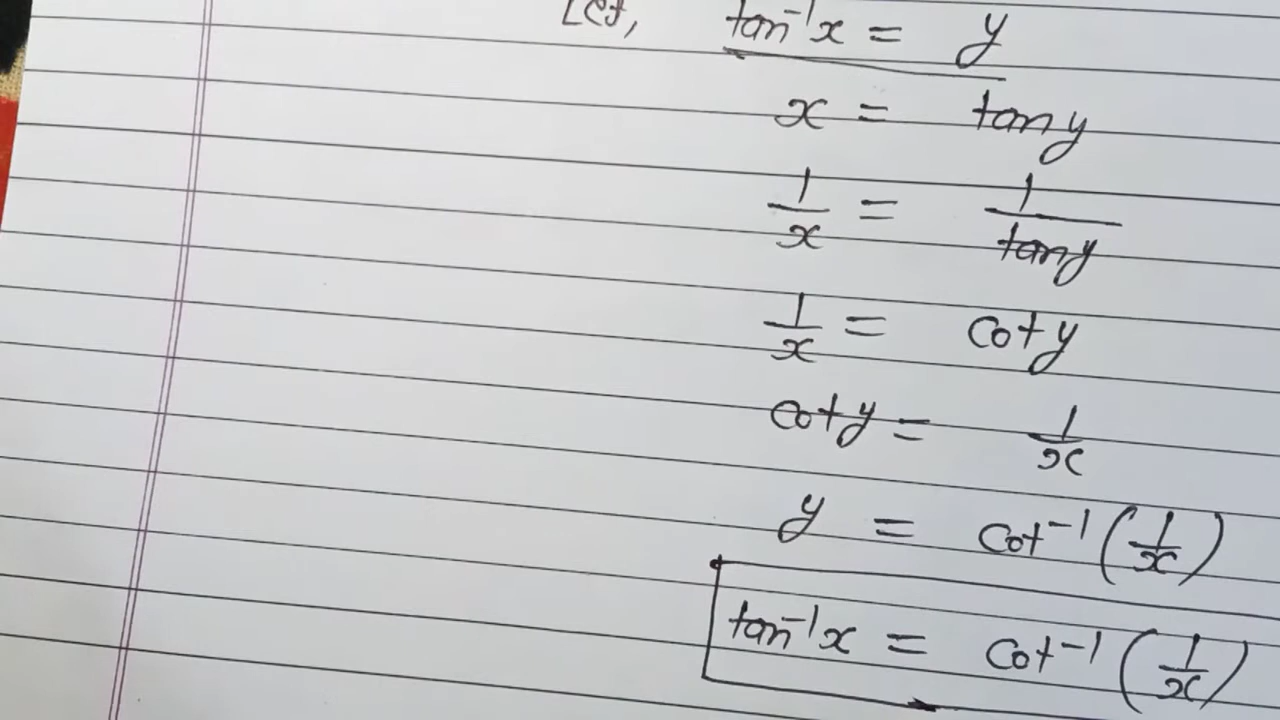 Let, tan⁻¹x = y
x = tany
1/x = 1/tany
1/x = coty
coty = 1/x
y = cot⁻¹(1/x)
tan⁻¹x = cot⁻¹(1/x)